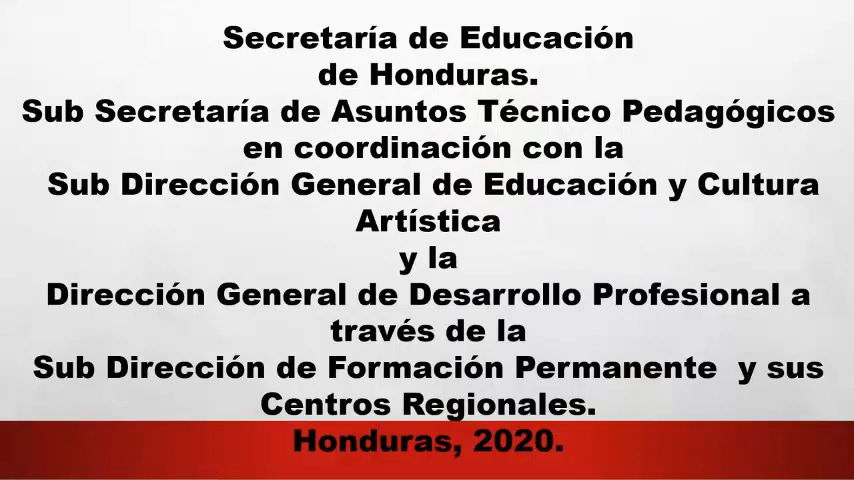 Secretaría de Educación
de Honduras.
Sub Secretaría de Asuntos Técnico Pedagógicos
en coordinación con la
Sub Dirección General de Educación y Cultura
Artística
y la
Dirección General de Desarrollo Profesional a
través de la
Sub Dirección de Formación Permanente  y sus
Centros Regionales.
Honduras, 2020.